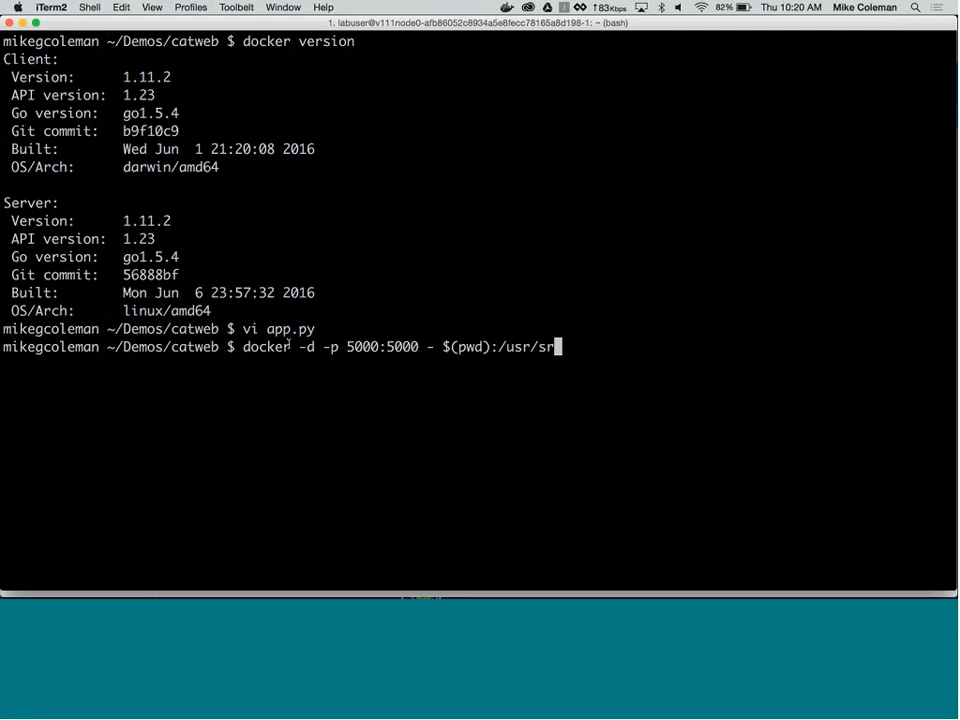 iTerm2 Shell Edit View Profiles Toolbelt Window Help 83Kbps 82% Thu 10:20 AM Mike Coleman
1. labuser@v111node0-afb86052c8934a5e8fecc78165a8d198-1: ~ (bash)
mikegcoleman ~/Demos/catweb $ docker version
Client:
Version: 1.11.2
API version: 1.23
Go version: go1.5.4
Git commit: b9f10c9
Built: Wed Jun 1 21:20:08 2016
OS/Arch: darwin/amd64
Server:
Version: 1.11.2
API version: 1.23
Go version: go1.5.4
Git commit: 56888bf
Built: Mon Jun 6 23:57:32 2016
OS/Arch: linux/amd64
mikegcoleman ~/Demos/catweb $ vi app.py
mikegcoleman ~/Demos/catweb $ docker -d -p 5000:5000 - $(pwd):/usr/sr